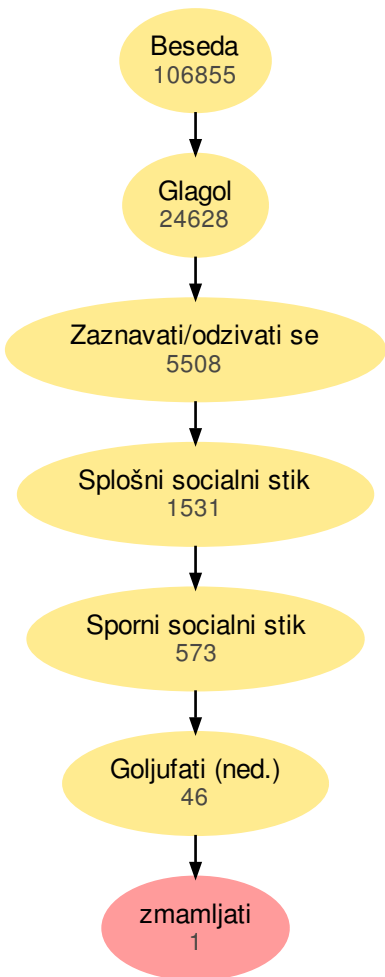 Beseda
106855
Glagol
24628
Zaznavati/odzivati se
5508
Splošni socialni stik
1531
Sporni socialni stik
573
Goljufati (ned.)
46
zmamljati
1